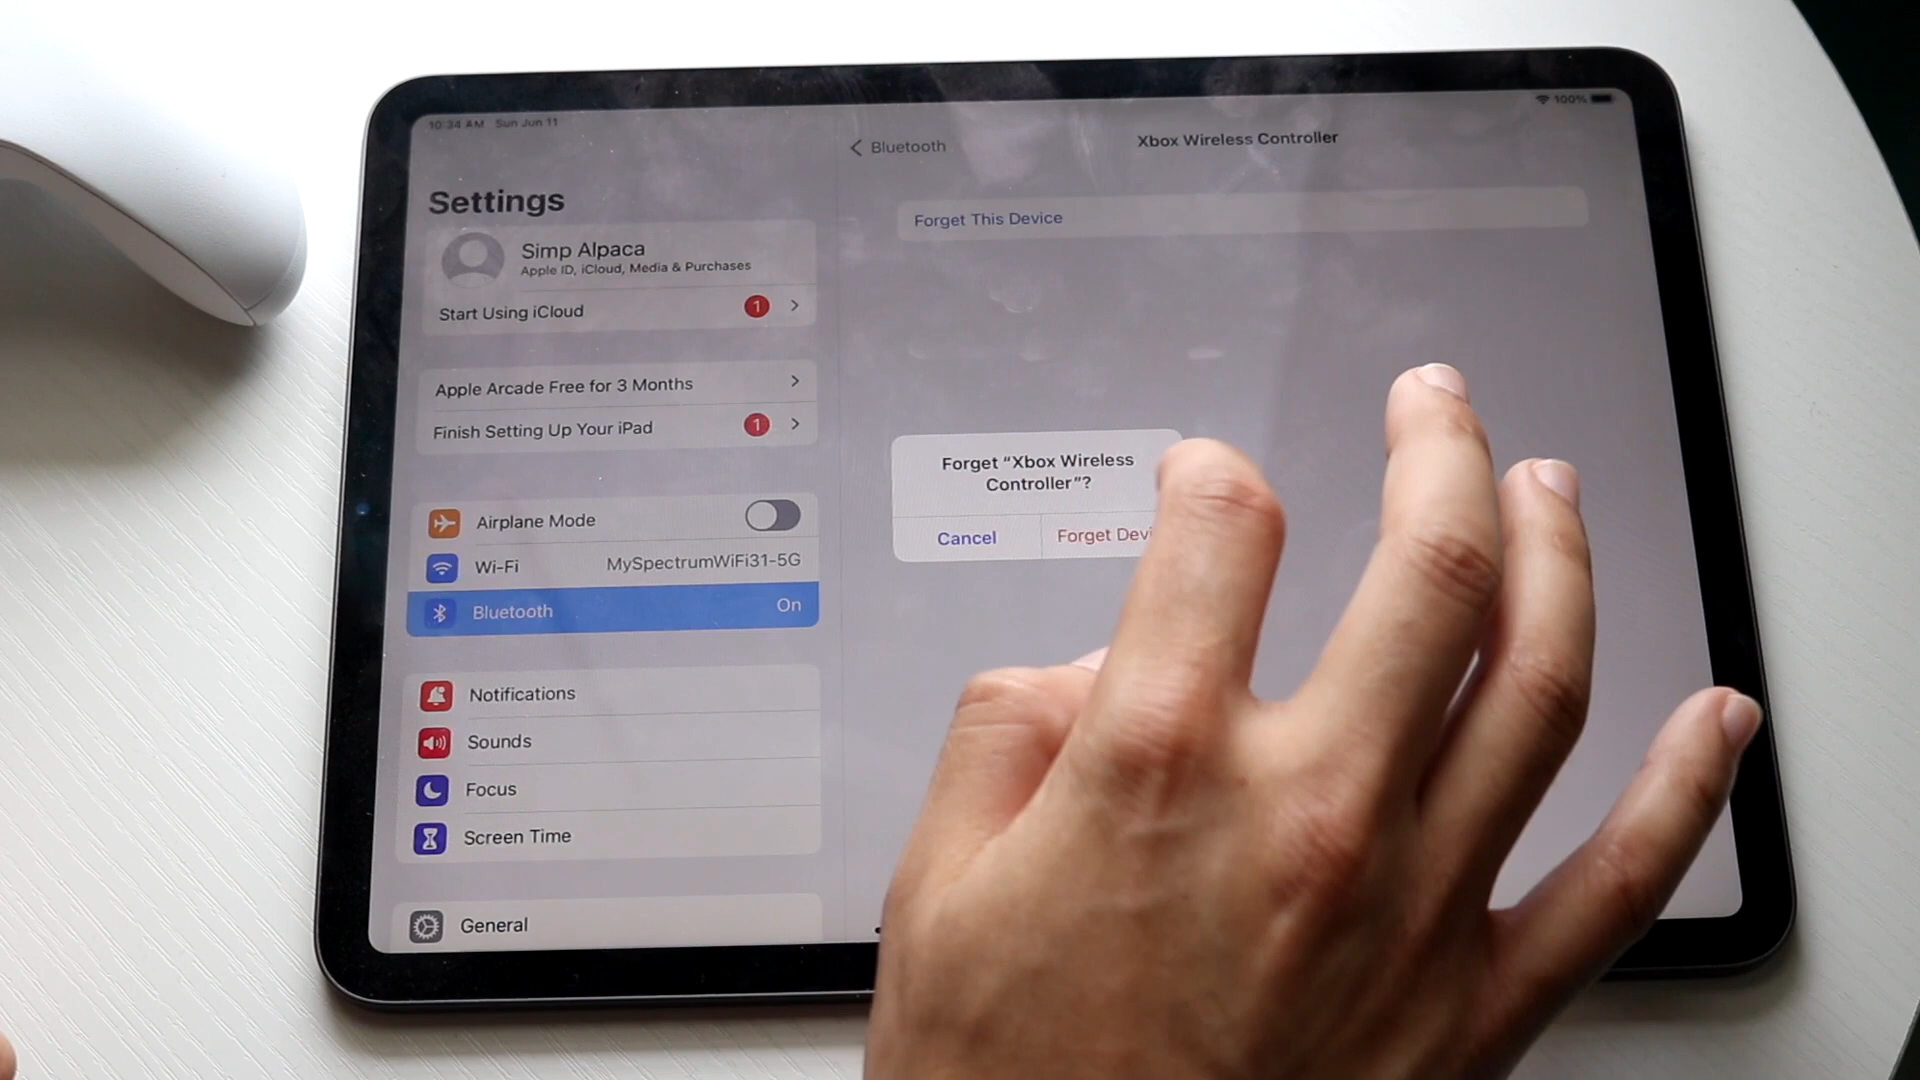 10:34 AM Sun Jun 11
100%
Settings
Simp Alpaca
Apple ID, iCloud, Media & Purchases
Start Using iCloud 1
Apple Arcade Free for 3 Months
Finish Setting Up Your iPad 1
Airplane Mode
Wi-Fi MySpectrumWiFi31-5G
Bluetooth On
Notifications
Sounds
Focus
Screen Time
General
Bluetooth
Xbox Wireless Controller
Forget This Device
Forget “Xbox Wireless
Controller”?
Cancel
Forget Devi